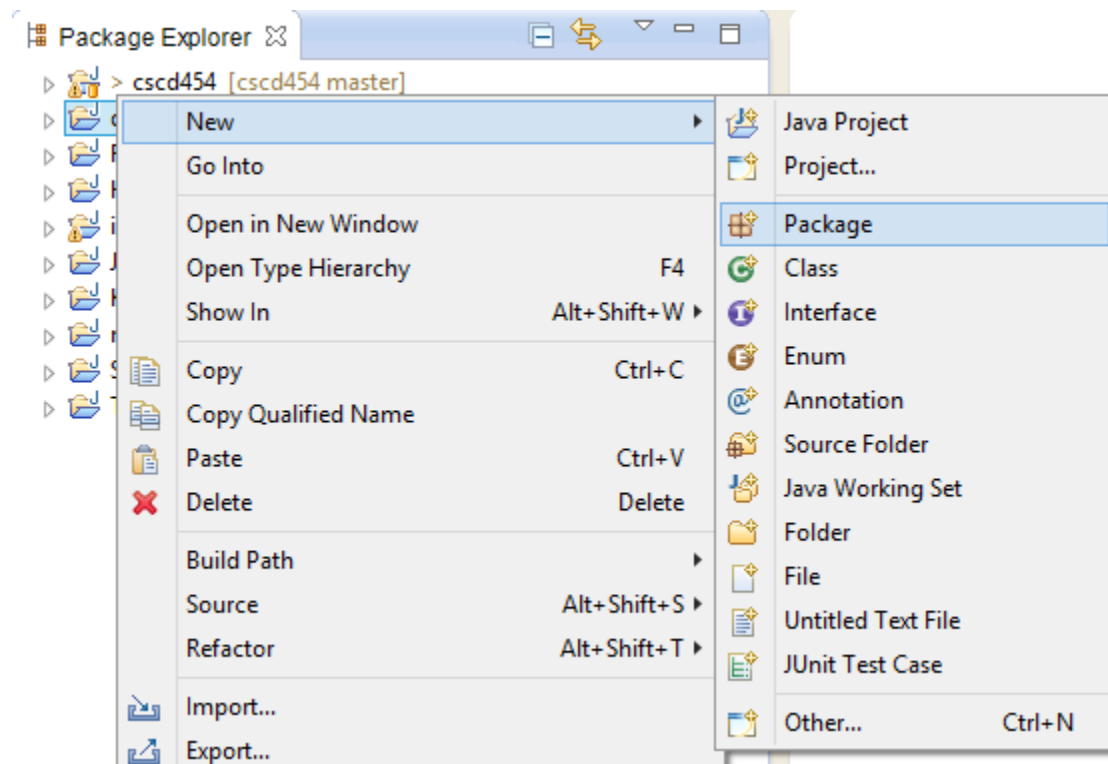 Package Explorer
> cscd454 [cscd454 master]
New
Go Into
Open in New Window
Open Type Hierarchy F4
Show In Alt+Shift+W
Copy Ctrl+C
Copy Qualified Name
Paste Ctrl+V
Delete Delete
Build Path
Source Alt+Shift+S
Refactor Alt+Shift+T
Import...
Export...
Java Project
Project...
Package
Class
Interface
Enum
Annotation
Source Folder
Java Working Set
Folder
File
Untitled Text File
JUnit Test Case
Other... Ctrl+N